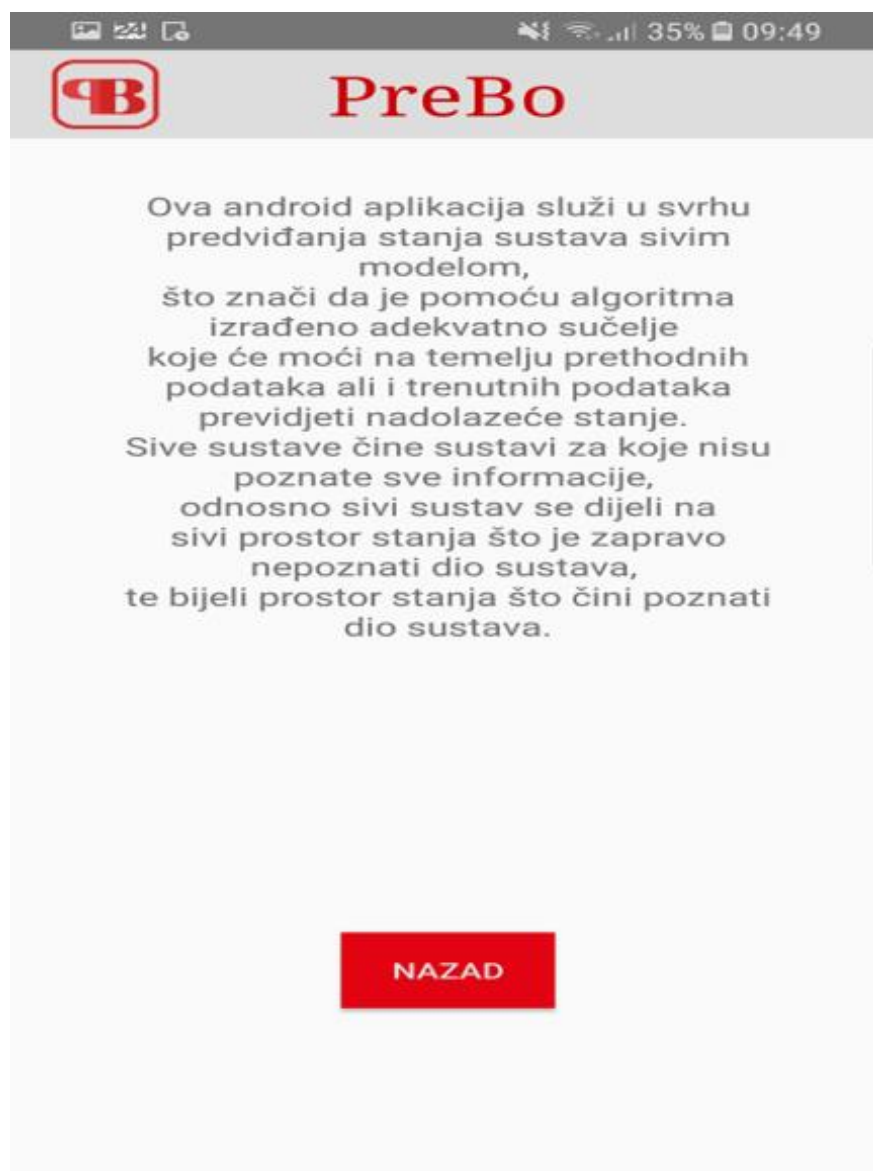 35% 09:49
PB PreBo
Ova android aplikacija služi u svrhu
predviđanja stanja sustava sivim
modelom,
što znači da je pomoću algoritma
izrađeno adekvatno sučelje
koje će moći na temelju prethodnih
podataka ali i trenutnih podataka
previdjeti nadolazeće stanje.
Sive sustave čine sustavi za koje nisu
poznate sve informacije,
odnosno sivi sustav se dijeli na
sivi prostor stanja što je zapravo
nepoznati dio sustava,
te bijeli prostor stanja što čini poznati
dio sustava.
NAZAD